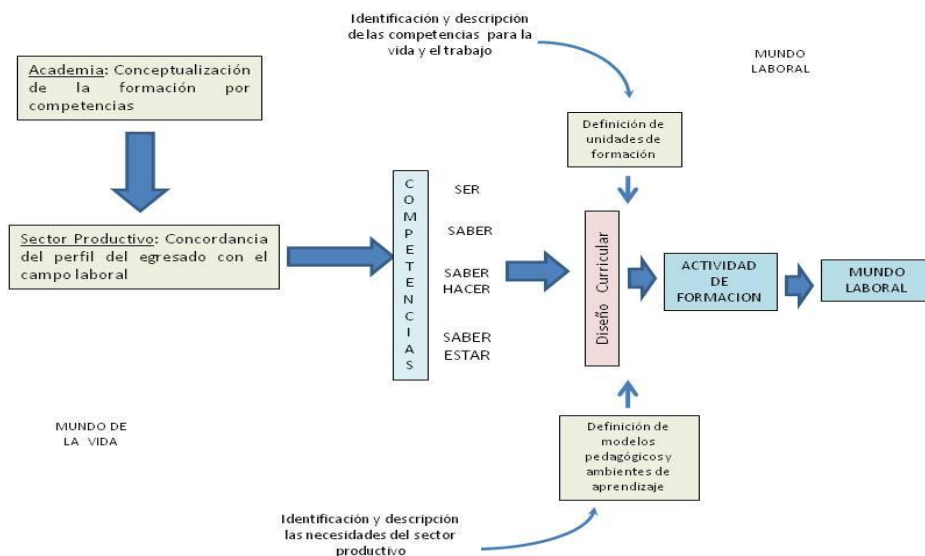 Identificación y descripción
de las competencias para la
vida y el trabajo
MUNDO
LABORAL
Academia: Conceptualización
de la formación por
competencias
Definición de
unidades de
formación
Sector Productivo: Concordancia
del perfil del egresado con el
campo laboral
COMPETENCIAS
SER
SABER
SABER
HACER
SABER
ESTAR
Diseño Curricular
ACTIVIDAD
DE
FORMACION
MUNDO
LABORAL
MUNDO DE
LA VIDA
Definición de
modelos
pedagógicos y
ambientes de
aprendizaje
Identificación y descripción
las necesidades del sector
productivo